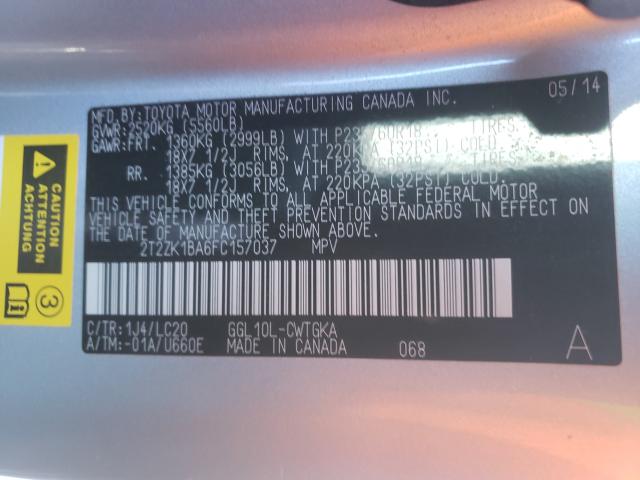 MFD.BY:TOYOTA MOTOR MANUFACTURING CANADA INC. 05/14
GVWR:2520KG (5560LB)
GAWR:FRT. 1360KG (2999LB) WITH TIRES,
18X7 1/2J RIMS, AT 220KPA (32PSI) COLD.
RR. 1385KG (3056LB) WITH TIRES,
18X7 1/2J RIMS, AT 220KPA (32PSI) COLD.
THIS VEHICLE CONFORMS TO ALL APPLICABLE FEDERAL MOTOR
VEHICLE SAFETY AND THEFT PREVENTION STANDARDS IN EFFECT ON
THE DATE OF MANUFACTURE SHOWN ABOVE.
2T2ZK1BA6FC157037 MPV
C/TR:1J4/LC20 GGL10L-CWTGKA
A/TM:-01A/U660E MADE IN CANADA 068 A
CAUTION
ATTENTION
ACHTUNG
3